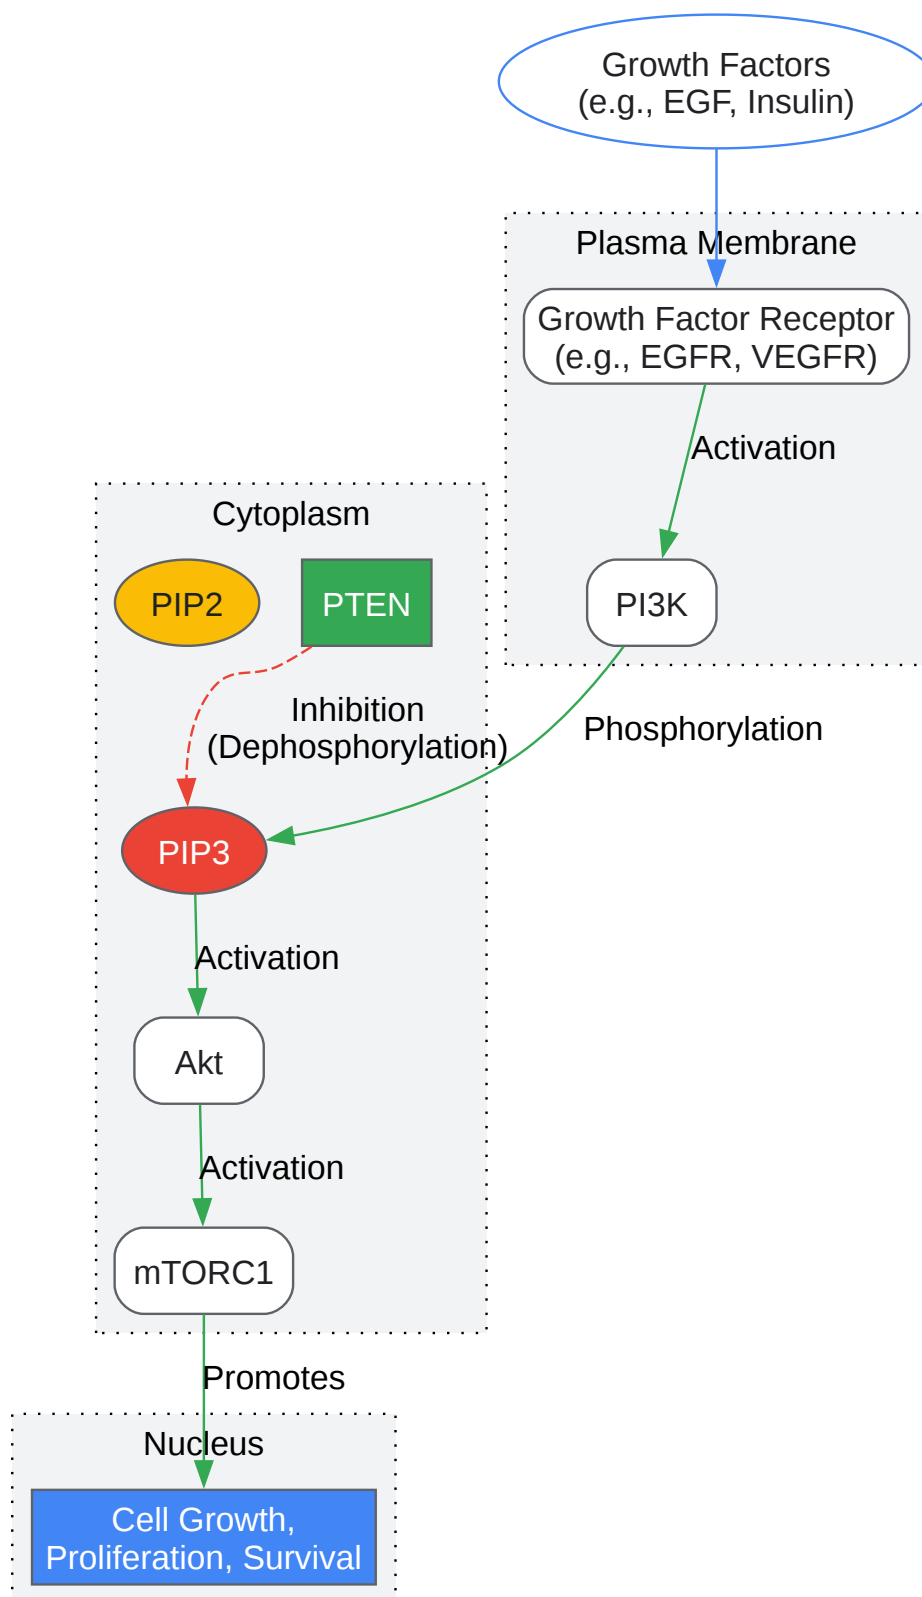 Growth Factors
(e.g., EGF, Insulin)
Plasma Membrane
Growth Factor Receptor
(e.g., EGFR, VEGFR)
Activation
Cytoplasm
PIP2
PTEN
PI3K
Inhibition
(Dephosphorylation)
Phosphorylation
PIP3
Activation
Akt
Activation
mTORC1
Promotes
Nucleus
Cell Growth,
Proliferation, Survival